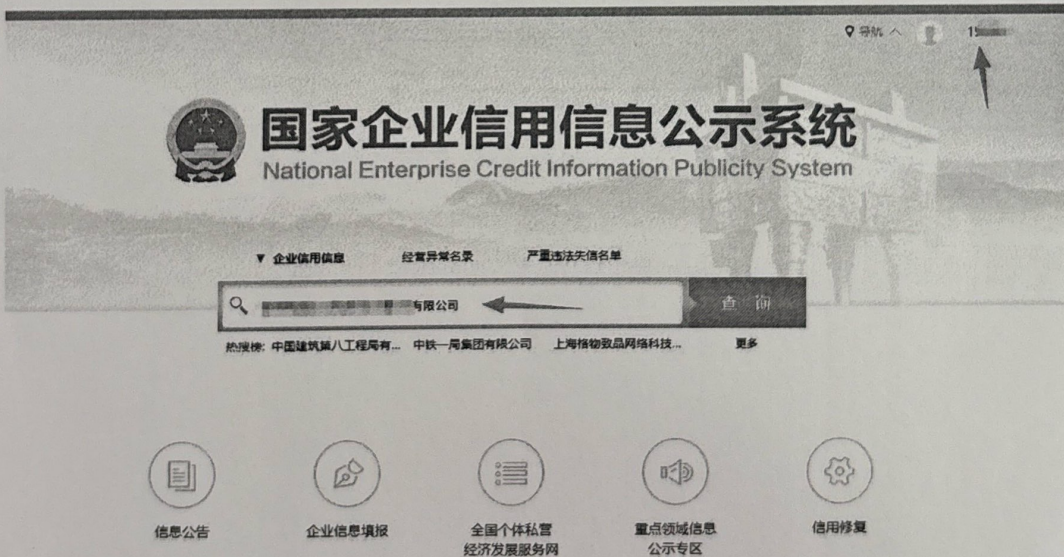 导航
国家企业信用信息公示系统
National Enterprise Credit Information Publicity System
企业信用信息 经营异常名录 严重违法失信名单
有限公司 查询
热搜榜: 中国建筑第八工程局有... 中铁一局集团有限公司 上海格物致品网络科技... 更多
信息公告 企业信息填报 全国个体私营 重点领域信息 信用修复
经济发展服务网 公示专区